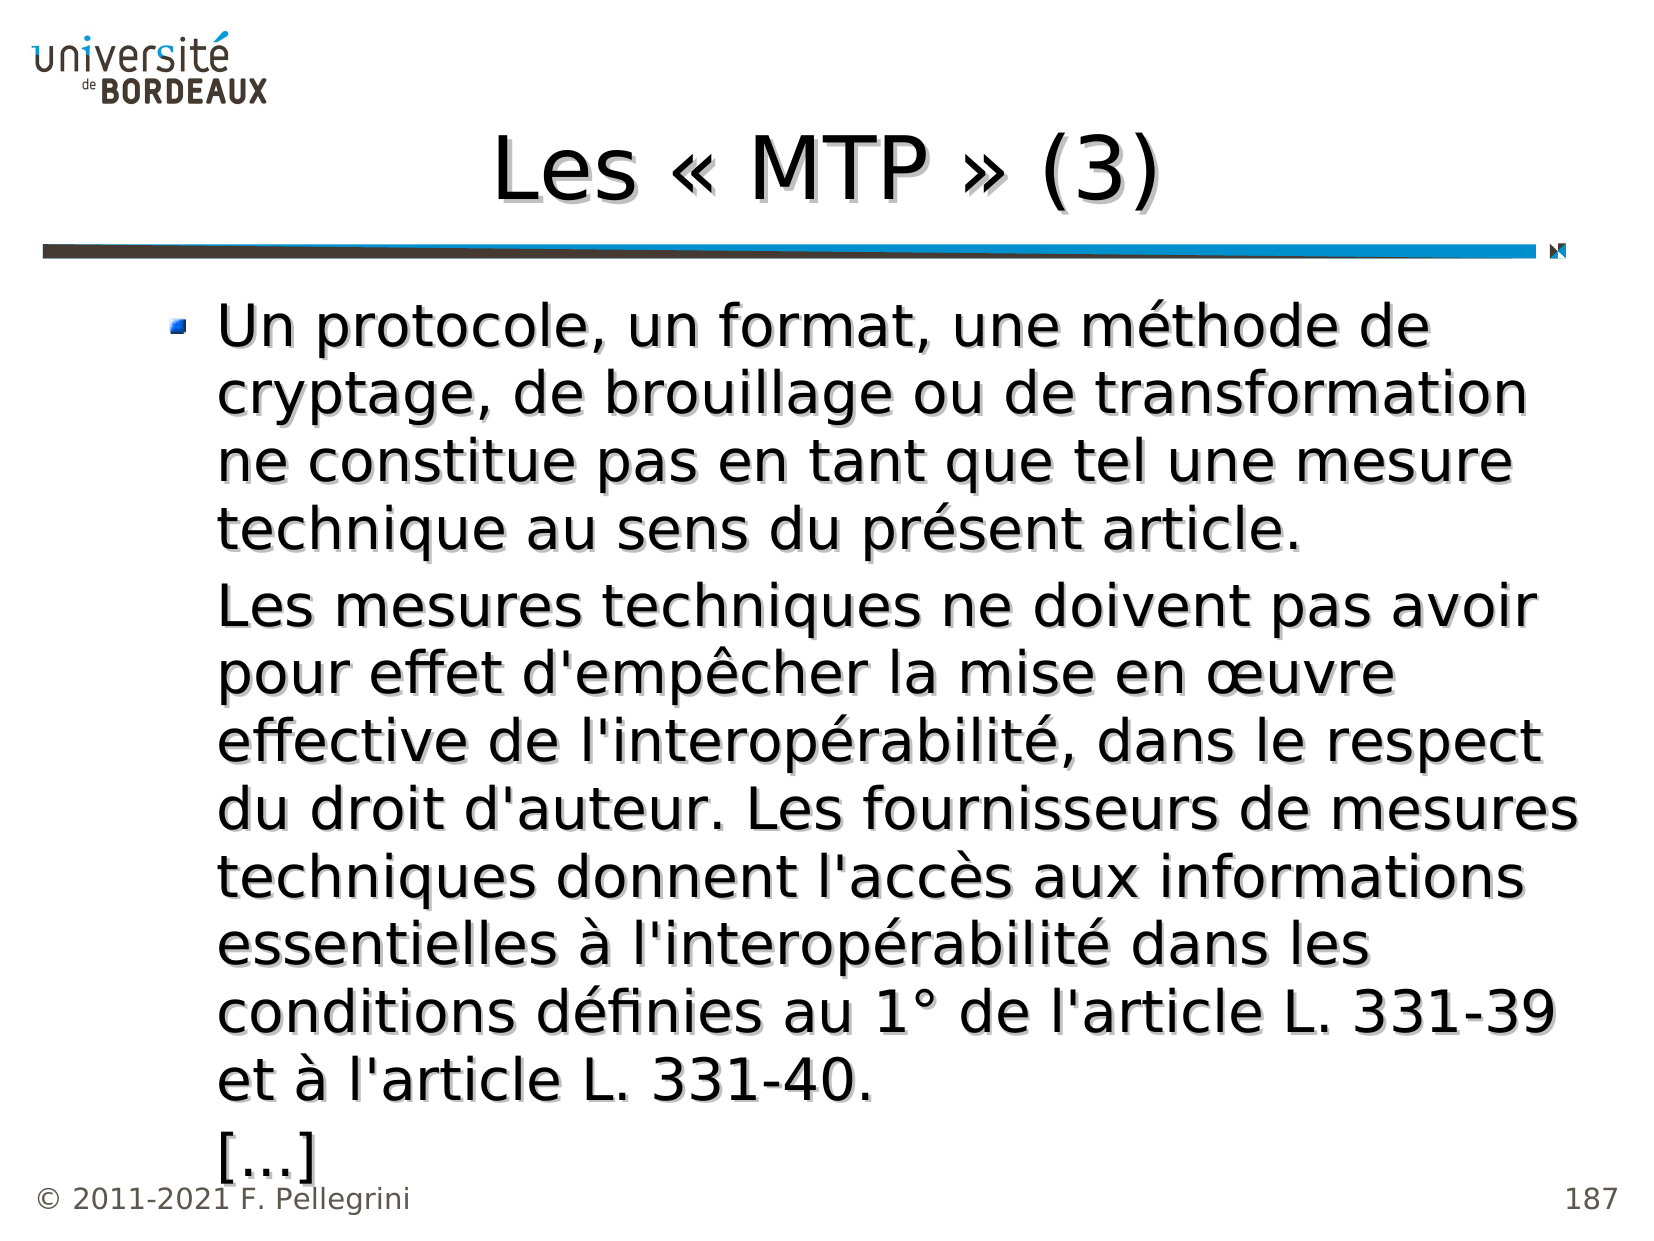 université
de BORDEAUX
Les « MTP » (3)
Un protocole, un format, une méthode de
cryptage, de brouillage ou de transformation
ne constitue pas en tant que tel une mesure
technique au sens du présent article.
Les mesures techniques ne doivent pas avoir
pour effet d'empêcher la mise en œuvre
effective de l'interopérabilité, dans le respect
du droit d'auteur. Les fournisseurs de mesures
techniques donnent l'accès aux informations
essentielles à l'interopérabilité dans les
conditions définies au 1° de l'article L. 331-39
et à l'article L. 331-40.
[...]
© 2011-2021 F. Pellegrini
187